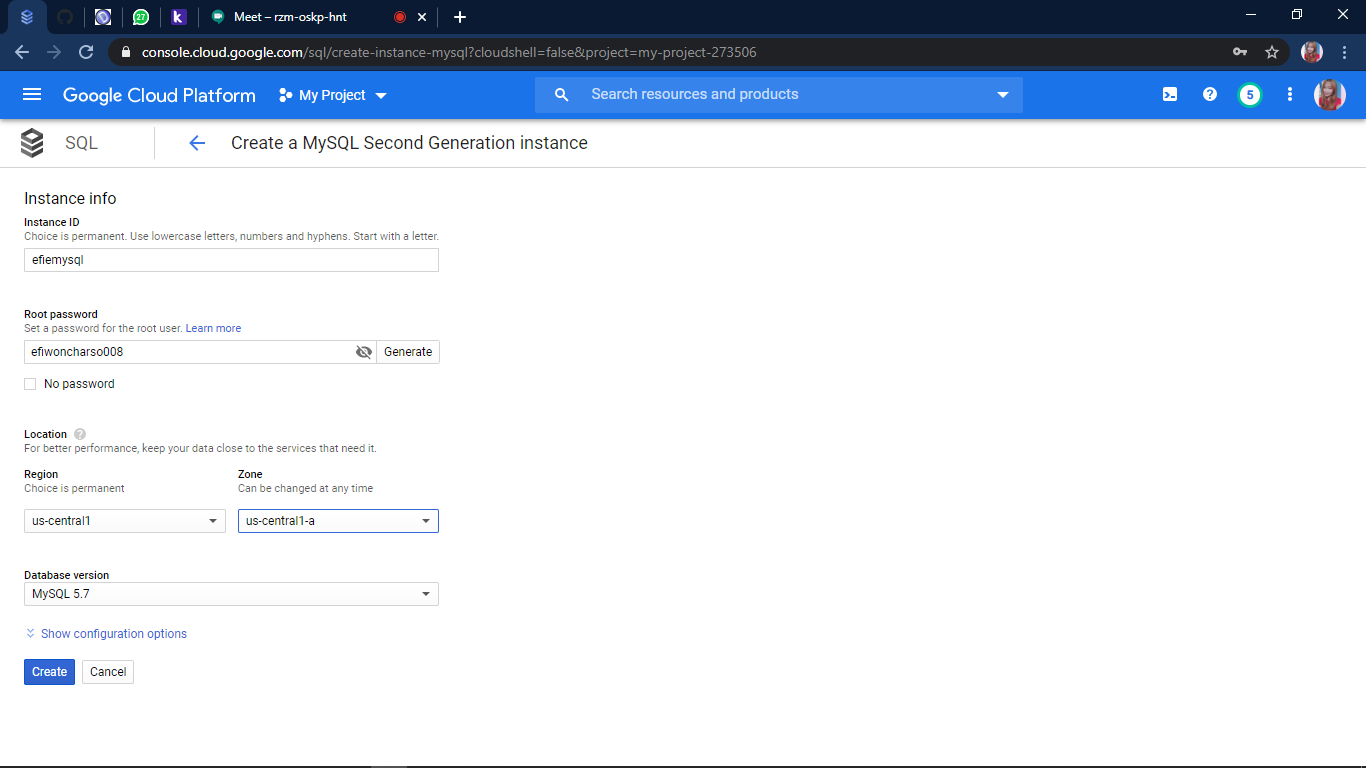 Meet – rzm-oskp-hnt
27
k
console.cloud.google.com/sql/create-instance-mysql?cloudshell=false&project=my-project-273506
Google Cloud Platform My Project Search resources and products 5
SQL Create a MySQL Second Generation instance
Instance info
Instance ID
Choice is permanent. Use lowercase letters, numbers and hyphens. Start with a letter.
efiemysql
Root password
Set a password for the root user. Learn more
efiwoncharso008 Generate
No password
Location
For better performance, keep your data close to the services that need it.
Region Zone
Choice is permanent Can be changed at any time
us-central1 us-central1-a
Database version
MySQL 5.7
Show configuration options
Create Cancel